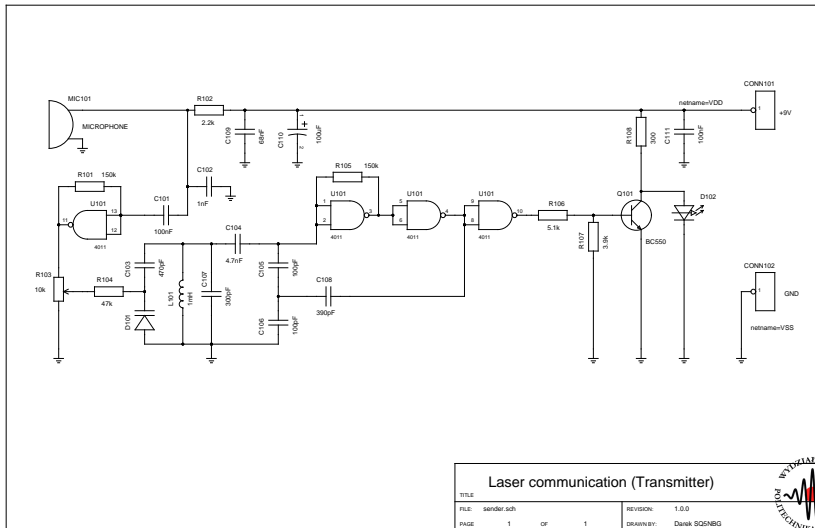 CONN101
MIC101
R102
netname=VDD
1
+9V
MICROPHONE
2.2k
C109
68nF
C110
1
2
100uF
R108
300
C111
100nF
R101 150k
R105 150k
C102
1nF
U101
11
13
12
4011
C101
100nF
U101
1
2
3
4011
U101
5
6
4
4011
U101
9
8
10
4011
Q101
BC550
D102
R106
5.1k
R107
3.9k
C104
4.7nF
C103
470pF
R103
10k
R104
47k
L101
1mH
C107
300pF
C105
100pF
C108
390pF
C106
100pF
D101
CONN102
1
GND
netname=VSS
Laser communication (Transmitter)
TITLE
FILE: sender.sch
REVISION: 1.0.0
PAGE 1 OF 1
DRAWN BY: Darek SQ5NBG
WYDZIA
POLITECHNI